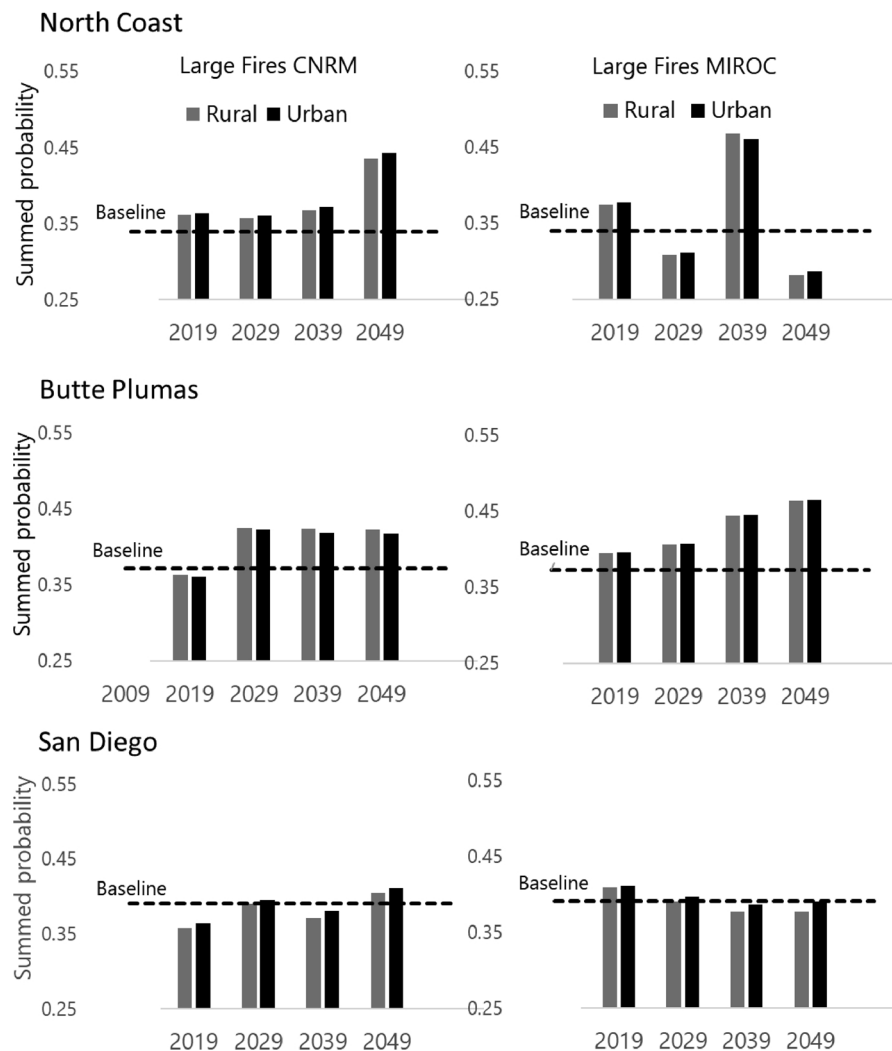 North Coast
Large Fires CNRM
Rural Urban
Summed probability
0.55
0.45
0.35
0.25
Baseline
2019 2029 2039 2049
Large Fires MIROC
Rural Urban
0.55
0.45
0.35
0.25
Baseline
2019 2029 2039 2049
Butte Plumas
Summed probability
0.55
0.45
0.35
0.25
Baseline
2009 2019 2029 2039 2049
0.55
0.45
0.35
0.25
Baseline
2019 2029 2039 2049
San Diego
Summed probability
0.55
0.45
0.35
0.25
Baseline
2019 2029 2039 2049
0.55
0.45
0.35
0.25
Baseline
2019 2029 2039 2049